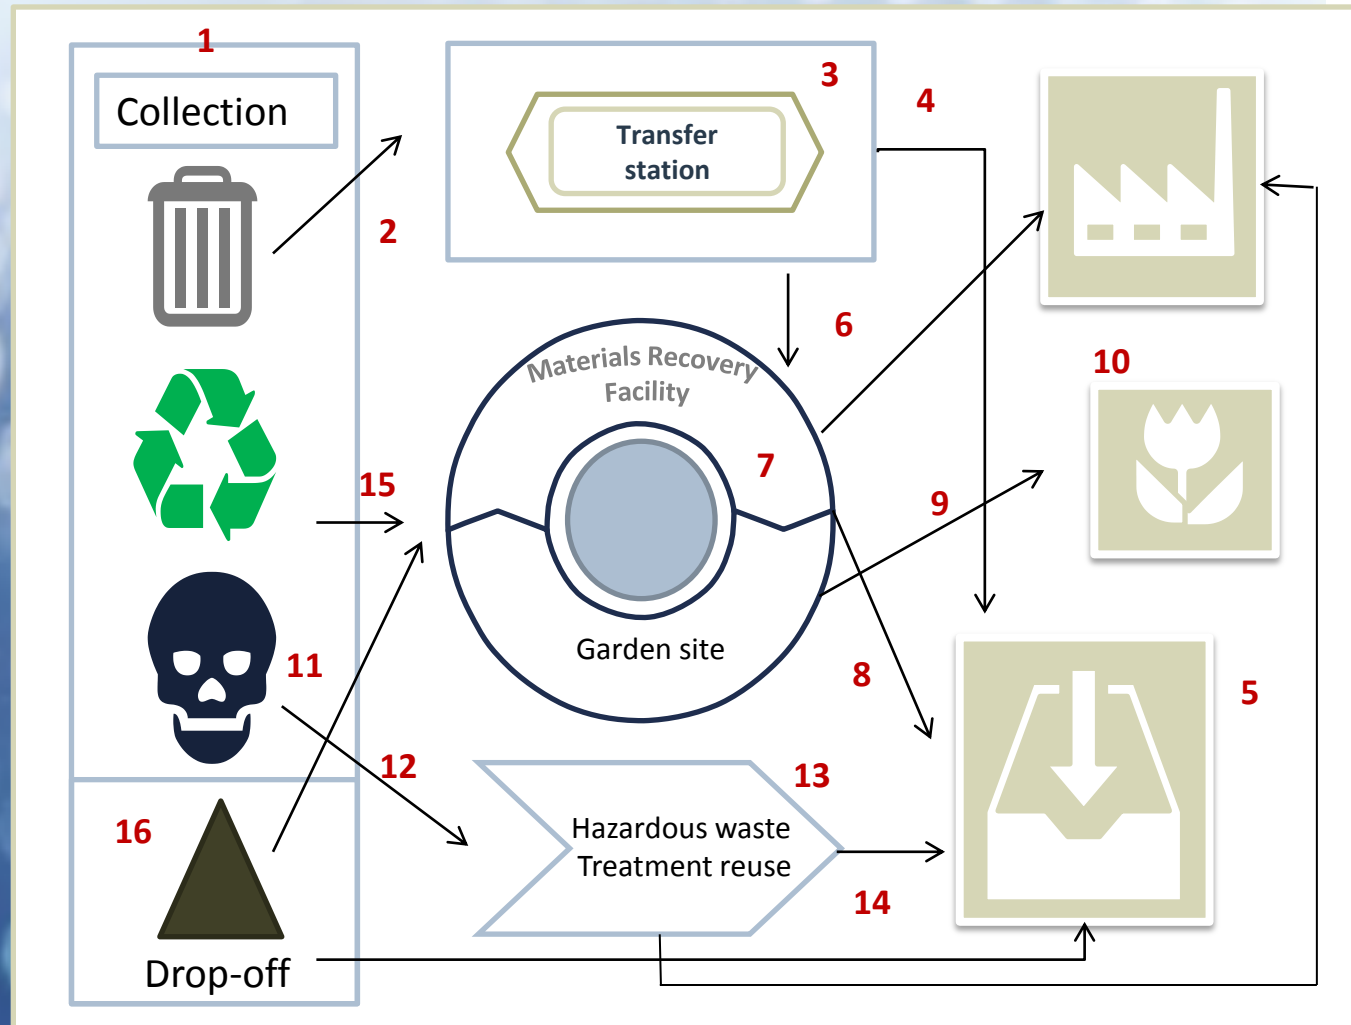 1
Collection
3
4
Transfer
station
2
6
Materials Recovery
Facility
10
7
15
9
Garden site
11
8
5
12
13
16
Hazardous waste
Treatment reuse
14
Drop-off